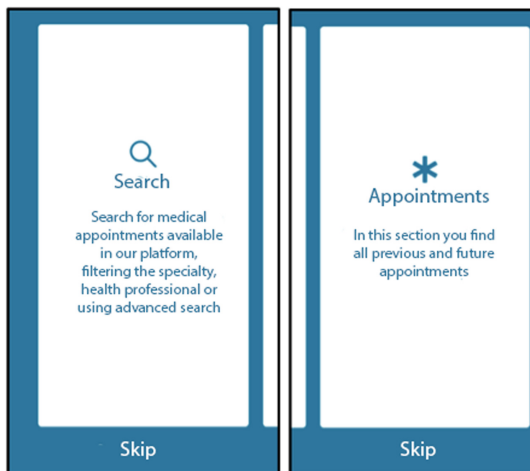 Search
Search for medical
appointments available
in our platform,
filtering the specialty,
health professional or
using advanced search
Skip
Appointments
In this section you find
all previous and future
appointments
Skip